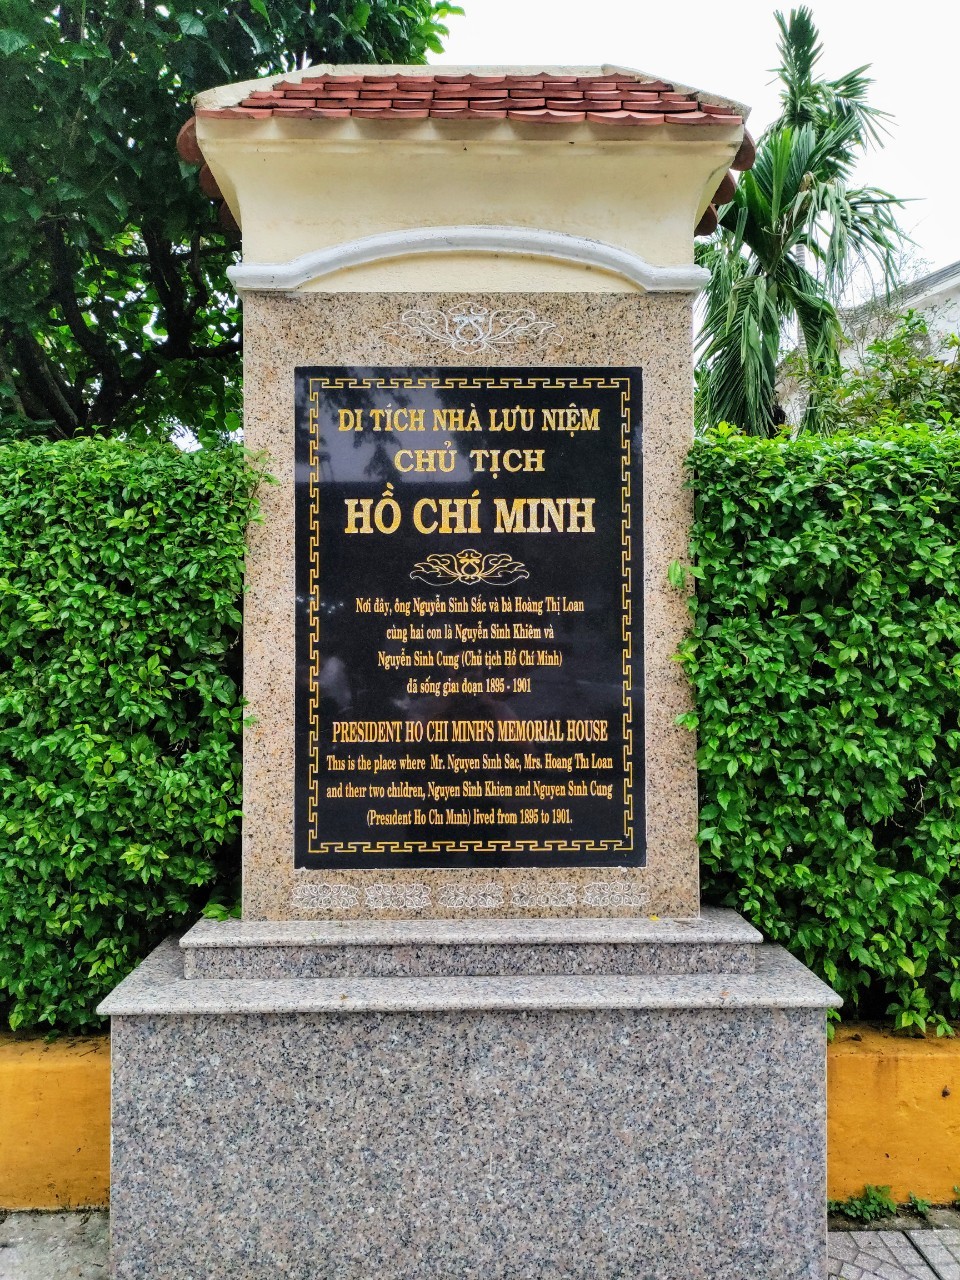 DI TÍCH NHÀ LƯU NIỆM
CHỦ TỊCH
HỒ CHÍ MINH
Nơi đây, ông Nguyễn Sinh Sắc và bà Hoàng Thị Loan
cùng hai con là Nguyễn Sinh Khiêm và
Nguyễn Sinh Cung (Chủ tịch Hồ Chí Minh)
đã sống giai đoạn 1895 - 1901
PRESIDENT HO CHI MINH'S MEMORIAL HOUSE
This is the place where Mr. Nguyen Sinh Sac, Mrs. Hoang Thi Loan
and their two children, Nguyen Sinh Khiem and Nguyen Sinh Cung
(President Ho Chi Minh) lived from 1895 to 1901.